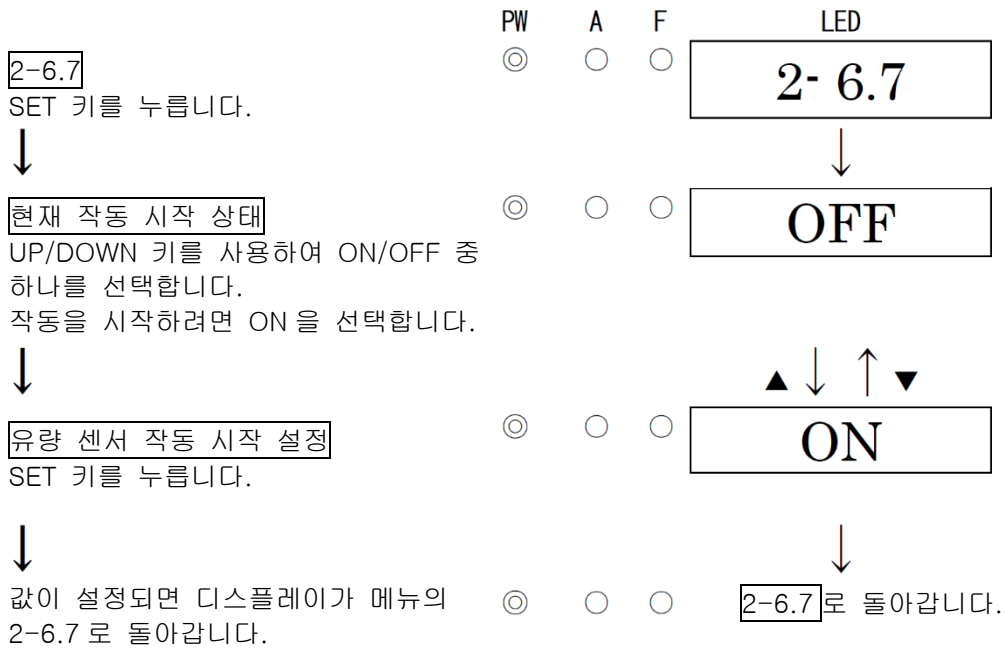 PW A F LED
2-6.7 ◎ ○ ○ 2- 6.7
SET 키를 누릅니다.
↓ ↓
현재 작동 시작 상태 ◎ ○ ○ OFF
UP/DOWN 키를 사용하여 ON/OFF 중
하나를 선택합니다.
작동을 시작하려면 ON 을 선택합니다.
↓ ▲ ↓ ↑ ▼
유량 센서 작동 시작 설정 ◎ ○ ○ ON
SET 키를 누릅니다.
↓ ↓
값이 설정되면 디스플레이가 메뉴의 ◎ ○ ○ 2-6.7 로 돌아갑니다.
2-6.7 로 돌아갑니다.